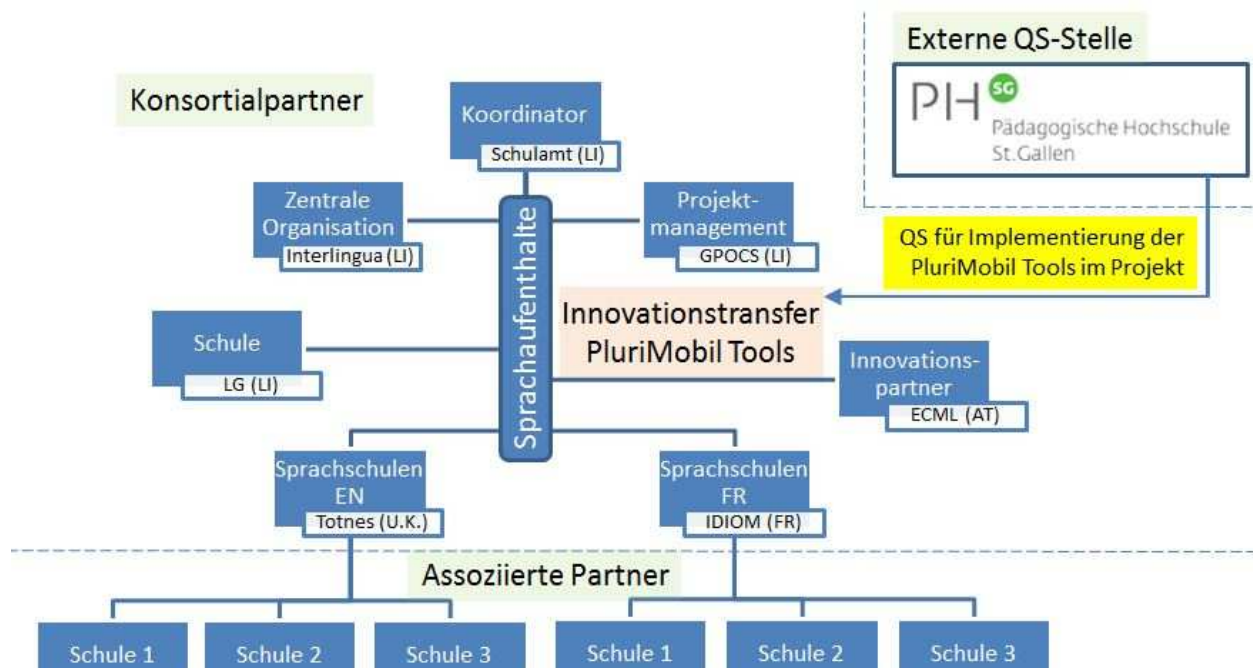 Externe QS-Stelle
PH SG
Pädagogische Hochschule
St.Gallen
Konsortialpartner
Koordinator
Schulamt (LI)
Zentrale
Organisation
Interlingua (LI)
Projekt-
management
GPOCS (LI)
QS für Implementierung der
PluriMobil Tools im Projekt
Sprachaufenthalte
Innovationstransfer
PluriMobil Tools
Schule
LG (LI)
Innovations-
partner
ECML (AT)
Sprachschulen
EN
Totnes (U.K.)
Sprachschulen
FR
IDIOM (FR)
Assoziierte Partner
Schule 1
Schule 2
Schule 3
Schule 1
Schule 2
Schule 3